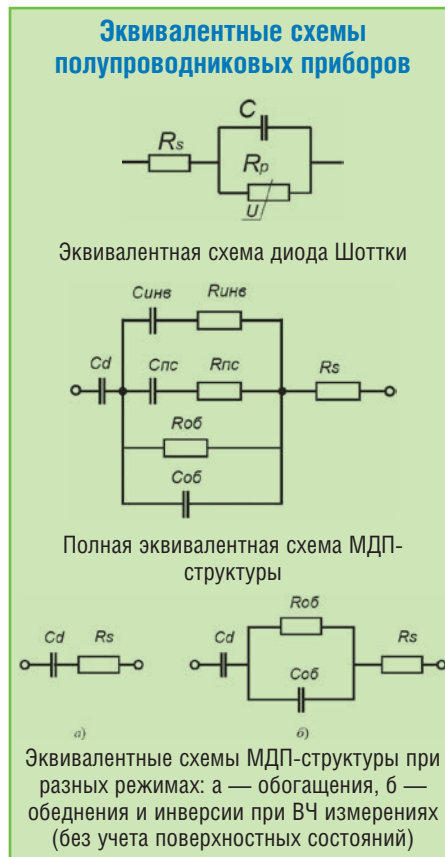 Эквивалентные схемы
полупроводниковых приборов
C
Rs
Rp
U
Эквивалентная схема диода Шоттки
Cинв Rинв
Cd Cпс Rпс Rs
Rоб
Cоб
Полная эквивалентная схема МДП-
структуры
Rоб
Cd Rs Cd Rs
Cоб
а) б)
Эквивалентные схемы МДП-структуры при
разных режимах: а — обогащения, б —
обеднения и инверсии при ВЧ измерениях
(без учета поверхностных состояний)